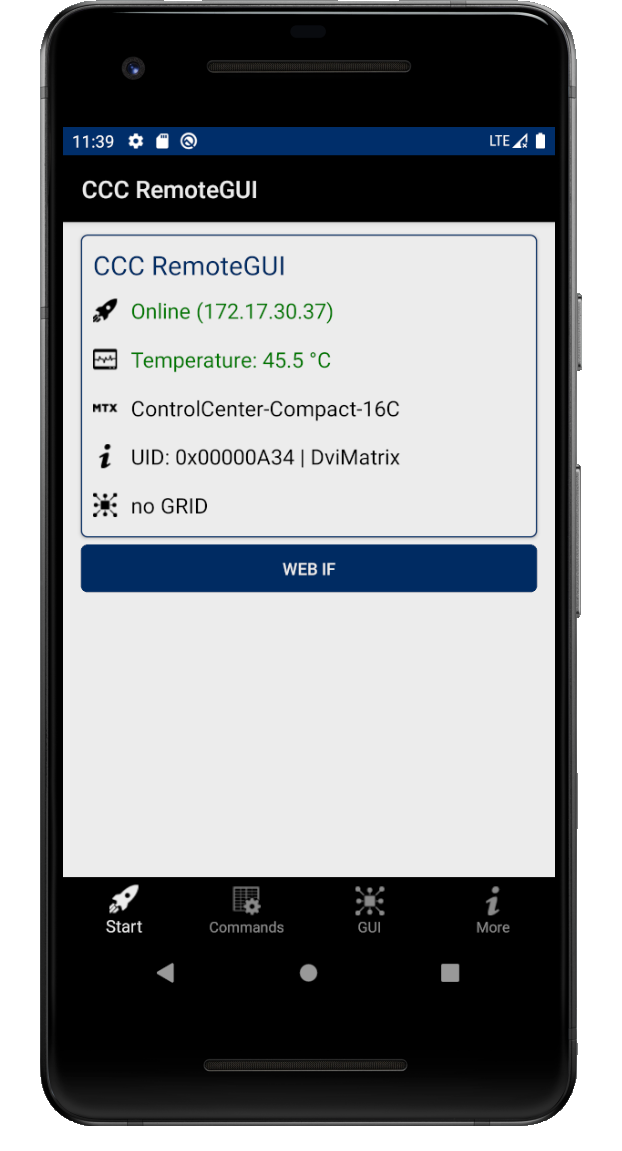 11:39 LTE
CCC RemoteGUI
CCC RemoteGUI
Online (172.17.30.37)
Temperature: 45.5 °C
MTX ControlCenter-Compact-16C
i UID: 0x00000A34 | DviMatrix
no GRID
WEB IF
Start Commands GUI More